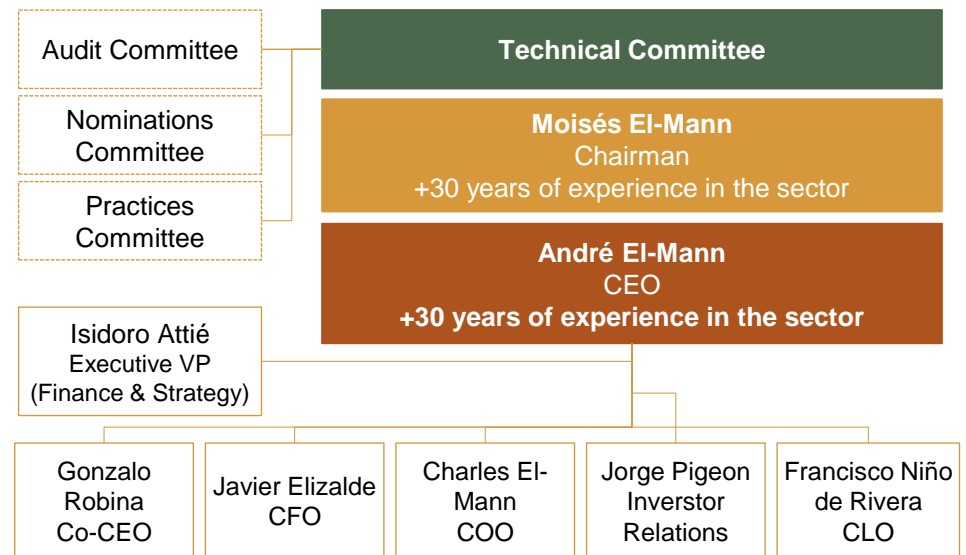 Audit Committee
Technical Committee
Nominations
Committee
Moisés El-Mann
Chairman
+30 years of experience in the sector
Practices
Committee
André El-Mann
CEO
+30 years of experience in the sector
Isidoro Attié
Executive VP
(Finance & Strategy)
Gonzalo
Robina
Co-CEO
Javier Elizalde
CFO
Charles El-
Mann
COO
Jorge Pigeon
Inverstor
Relations
Francisco Niño
de Rivera
CLO